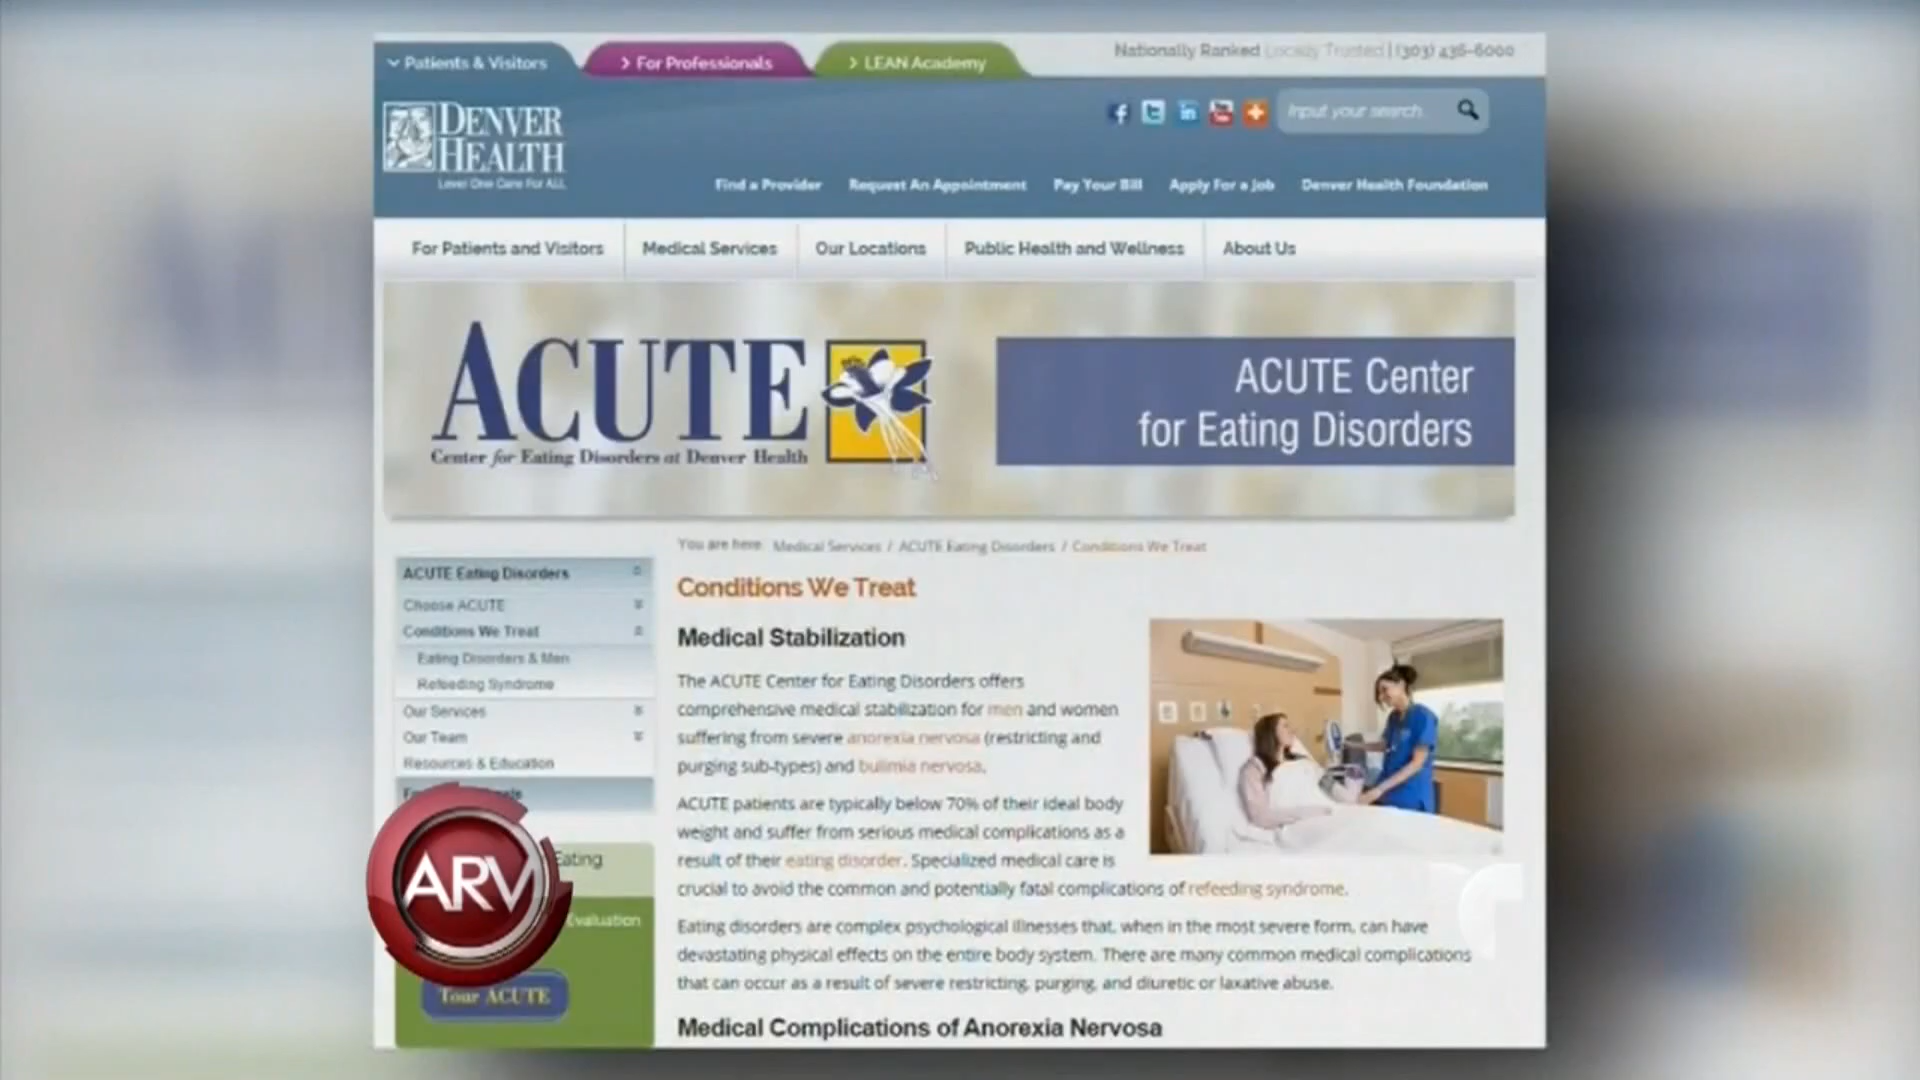 Patients & Visitors
For Professionals
LEAN Academy
Nationally Ranked Locally Trusted | (303) 436-6000
DENVER HEALTH
Level One Care For ALL
Input your search
Find a Provider
Request An Appointment
Pay Your Bill
Apply For a Job
Denver Health Foundation
For Patients and Visitors
Medical Services
Our Locations
Public Health and Wellness
About Us
ACUTE
Center for Eating Disorders at Denver Health
ACUTE Center
for Eating Disorders
You are here: Medical Services / ACUTE Eating Disorders / Conditions We Treat
ACUTE Eating Disorders
Choose ACUTE
Conditions We Treat
Eating Disorders & Men
Refeeding Syndrome
Our Services
Our Team
Resources & Education
Eating
Evaluation
Tour ACUTE
ARV
Conditions We Treat
Medical Stabilization
The ACUTE Center for Eating Disorders offers
comprehensive medical stabilization for men and women
suffering from severe anorexia nervosa (restricting and
purging sub-types) and bulimia nervosa.
ACUTE patients are typically below 70% of their ideal body
weight and suffer from serious medical complications as a
result of their eating disorder. Specialized medical care is
crucial to avoid the common and potentially fatal complications of refeeding syndrome.
Eating disorders are complex psychological illnesses that, when in the most severe form, can have
devastating physical effects on the entire body system. There are many common medical complications
that can occur as a result of severe restricting, purging, and diuretic or laxative abuse.
Medical Complications of Anorexia Nervosa